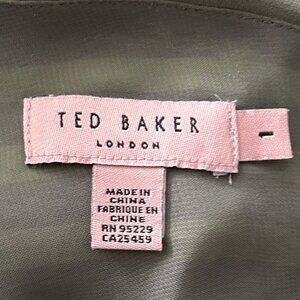 TED BAKER
LONDON
1
MADE IN
CHINA
FABRIQUE EN
CHINE
RN 95229
CA25459